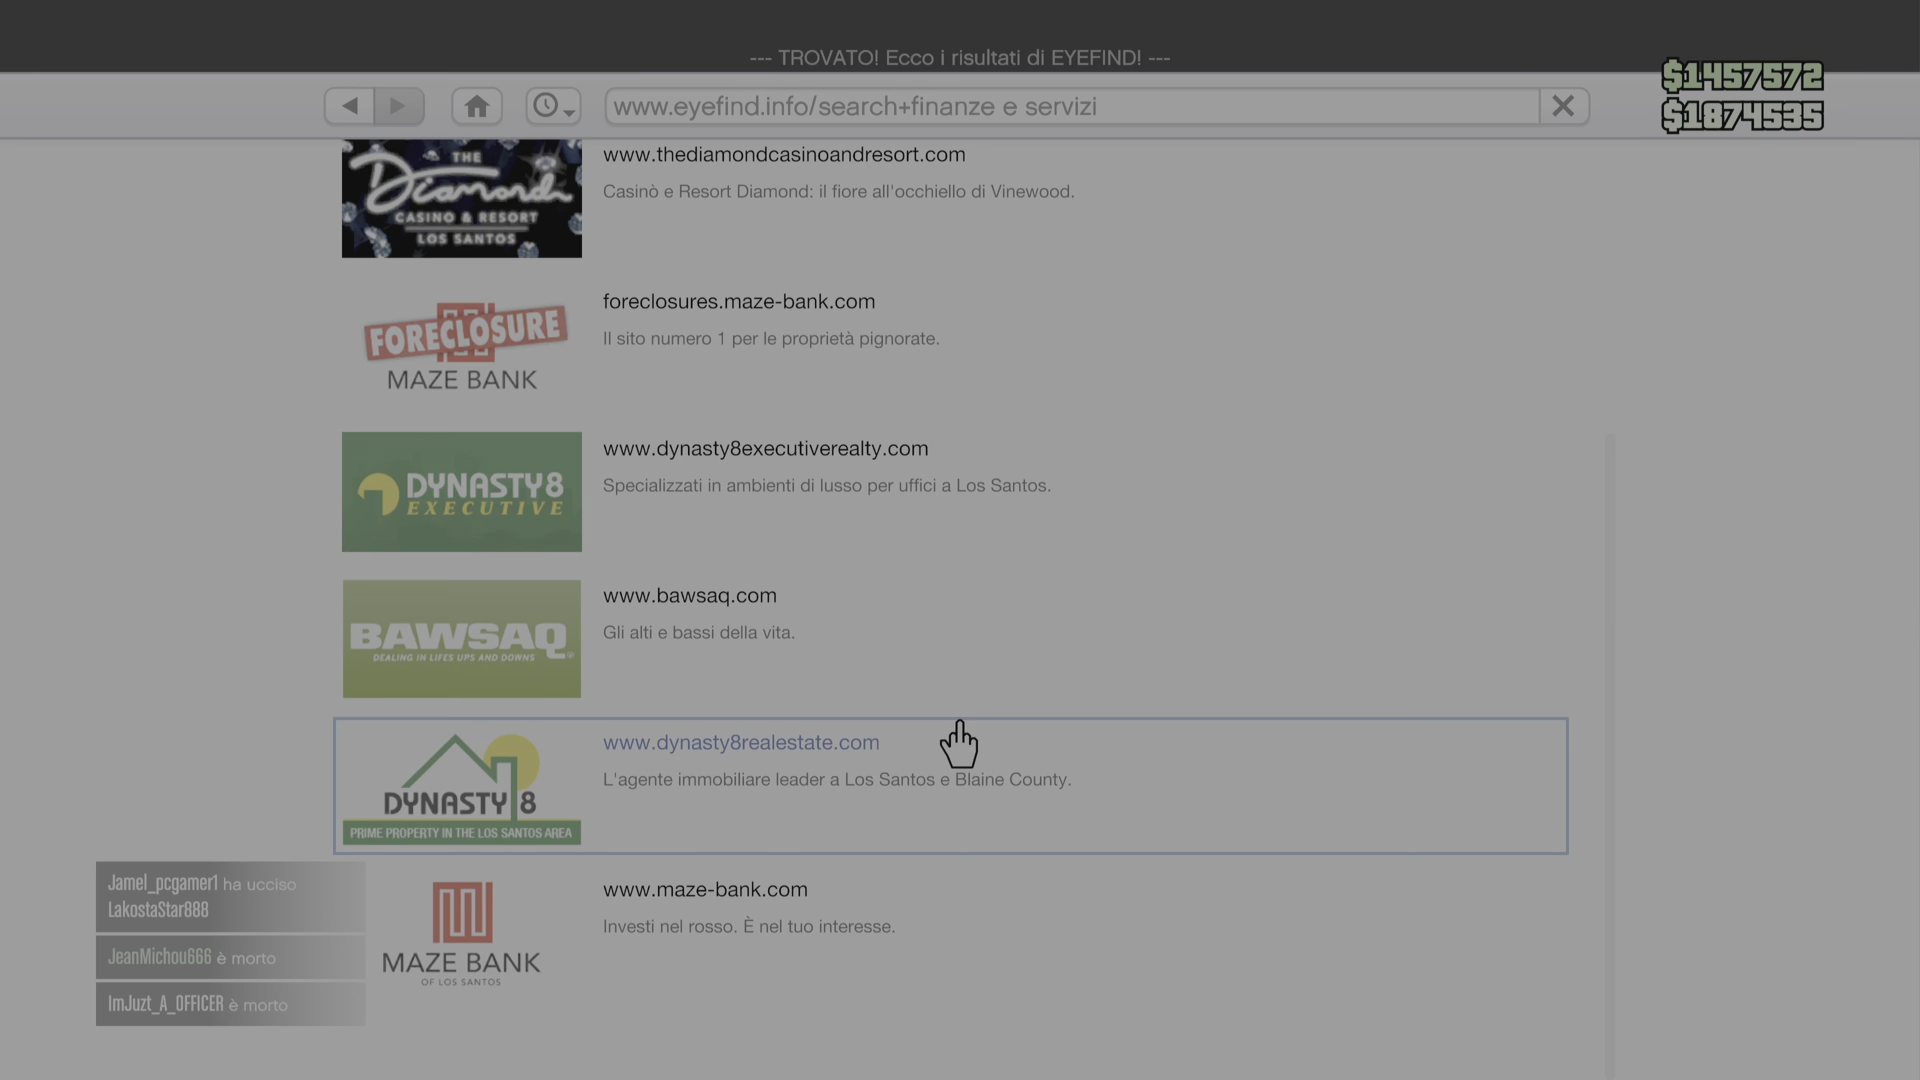 --- TROVATO! Ecco i risultati di EYEFIND! ---
$1457572
$1874535
www.eyefind.info/search+finanze e servizi
THE
Diamond
CASINO & RESORT
LOS SANTOS
www.thediamondcasinoandresort.com
Casinò e Resort Diamond: il fiore all'occhiello di Vinewood.
FORECLOSURE
MAZE BANK
foreclosures.maze-bank.com
Il sito numero 1 per le proprietà pignorate.
DYNASTY8
EXECUTIVE
www.dynasty8executiverealty.com
Specializzati in ambienti di lusso per uffici a Los Santos.
BAWSAQ
DEALING IN LIFES UPS AND DOWNS
www.bawsaq.com
Gli alti e bassi della vita.
DYNASTY 8
PRIME PROPERTY IN THE LOS SANTOS AREA
www.dynasty8realestate.com
L'agente immobiliare leader a Los Santos e Blaine County.
MAZE BANK
OF LOS SANTOS
www.maze-bank.com
Investi nel rosso. È nel tuo interesse.
Jamel_pcgamer1 ha ucciso
LakostaStar888
JeanMichou666 è morto
ImJuzt_A_OFFICER è morto